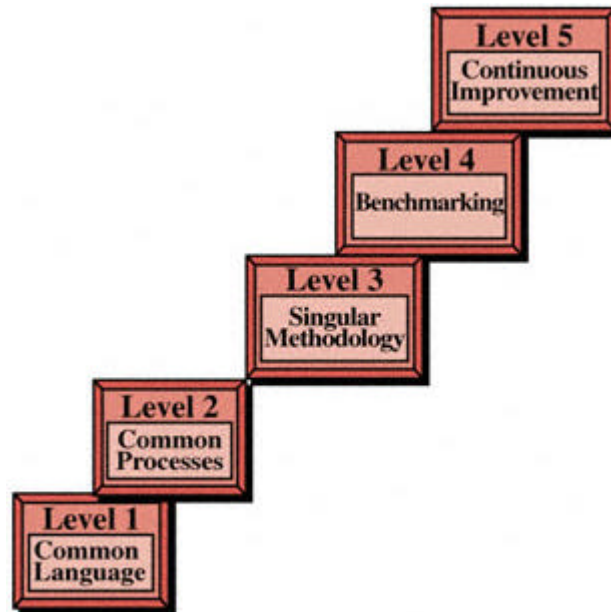 Level 5
Continuous
Improvement
Level 4
Benchmarking
Level 3
Singular
Methodology
Level 2
Common
Processes
Level 1
Common
Language